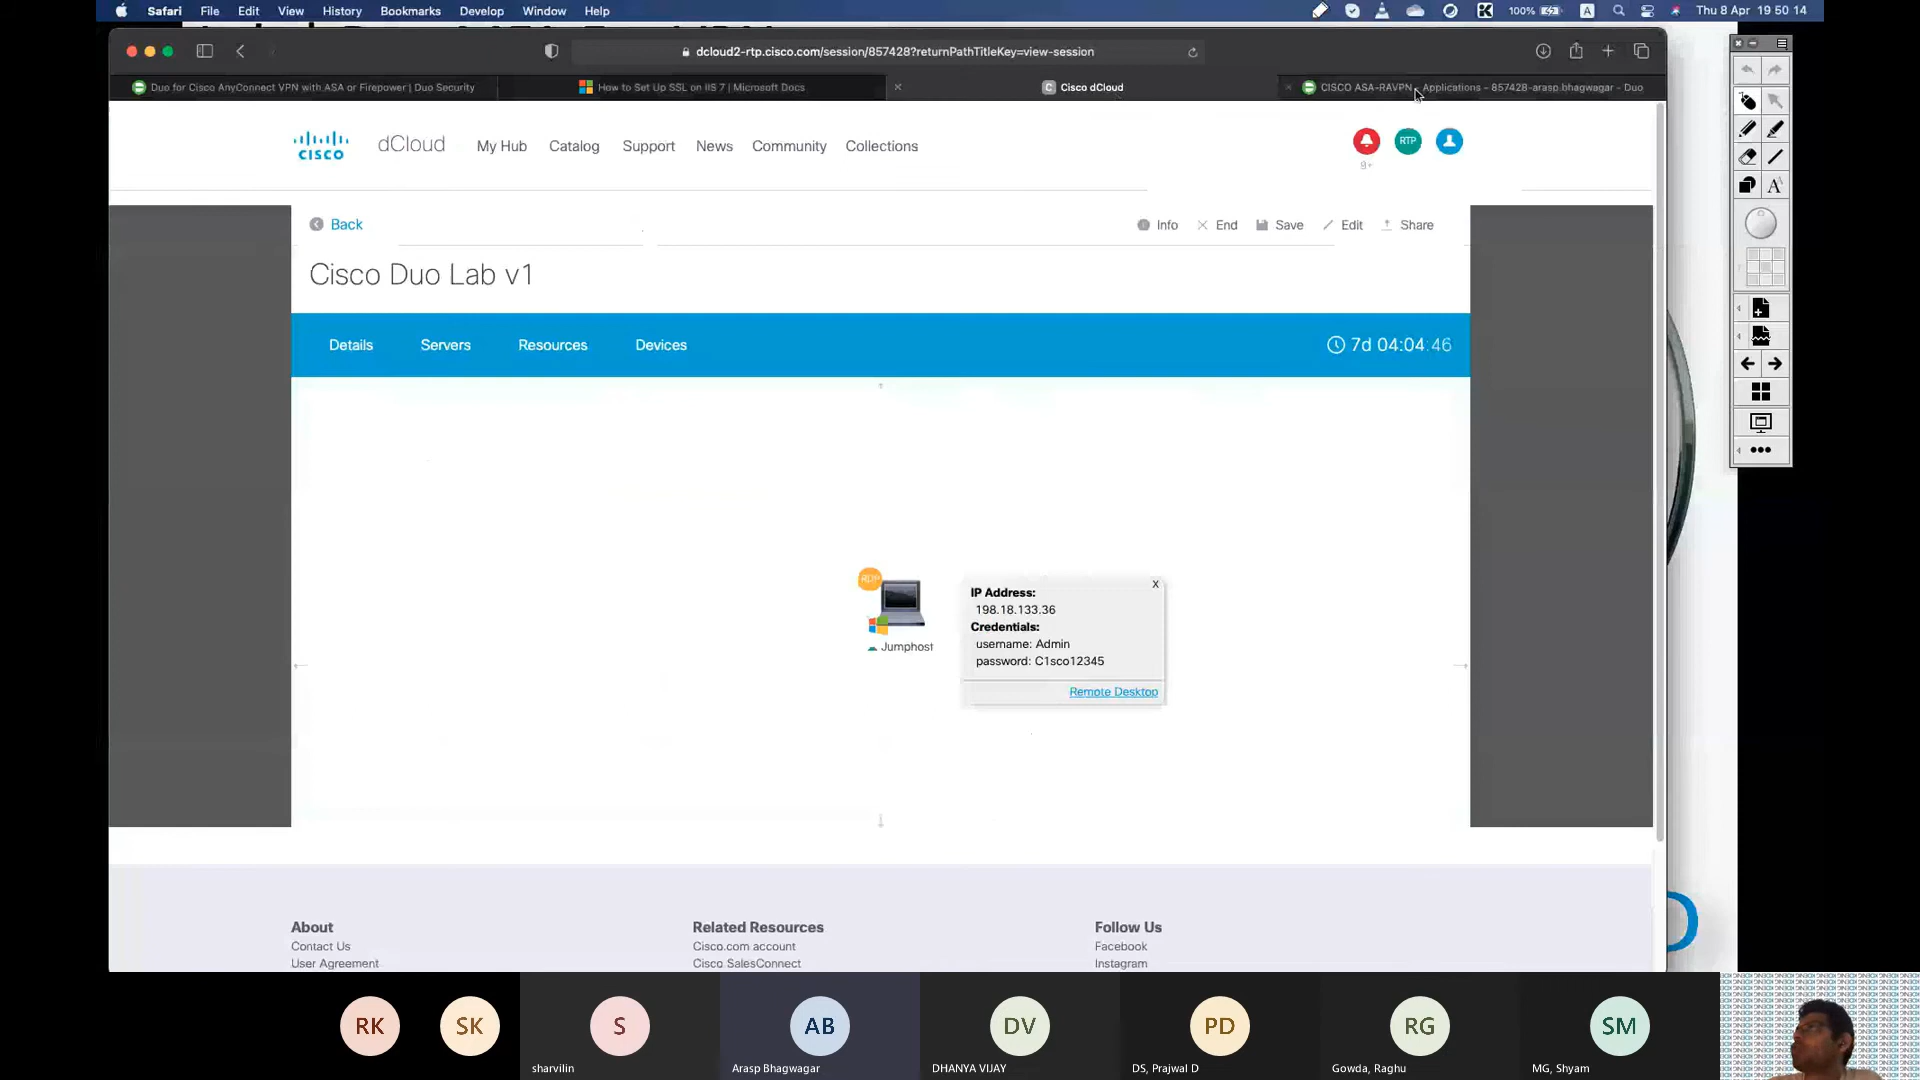 Safari File Edit View History Bookmarks Develop Window Help
100% A Thu 8 Apr 19 50 14
dcloud2-rtp.cisco.com/session/857428?returnPathTitleKey=view-session
Duo for Cisco AnyConnect VPN with ASA or Firepower | Duo Security
How to Set Up SSL on IIS 7 | Microsoft Docs
Cisco dCloud
CISCO ASA-RAVPN - Applications - 857428-arasp.bhagwagar - Duo
CISCO
dCloud
My Hub Catalog Support News Community Collections
RTP
9+
Back
Info End Save Edit Share
Cisco Duo Lab v1
Details Servers Resources Devices
7d 04:04:46
RDP
Jumphost
X
IP Address:
198.18.133.36
Credentials:
username: Admin
password: C1sco12345
Remote Desktop
About
Contact Us
User Agreement
Related Resources
Cisco.com account
Cisco SalesConnect
Follow Us
Facebook
Instagram
RK SK S AB DV PD RG SM
sharvilin Arasp Bhagwagar DHANYA VIJAY DS, Prajwal D Gowda, Raghu MG, Shyam